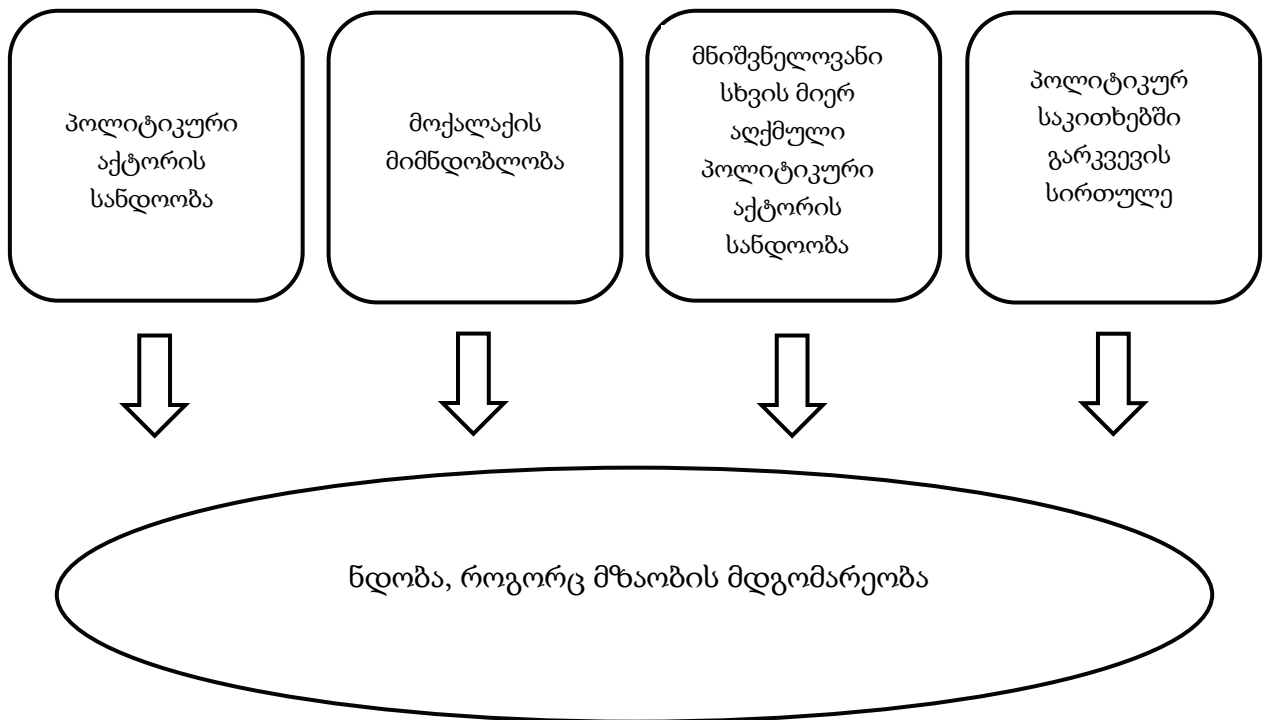 პოლიტიკური
აქტორის
სანდოობა
მოქალაქის
მიმნდობლობა
მნიშვნელოვანი
სხვის მიერ
აღქმული
პოლიტიკური
აქტორის
სანდოობა
პოლიტიკურ
საკითხებში
გარკვევის
სირთულე
ნდობა, როგორც მზაობის მდგომარეობა